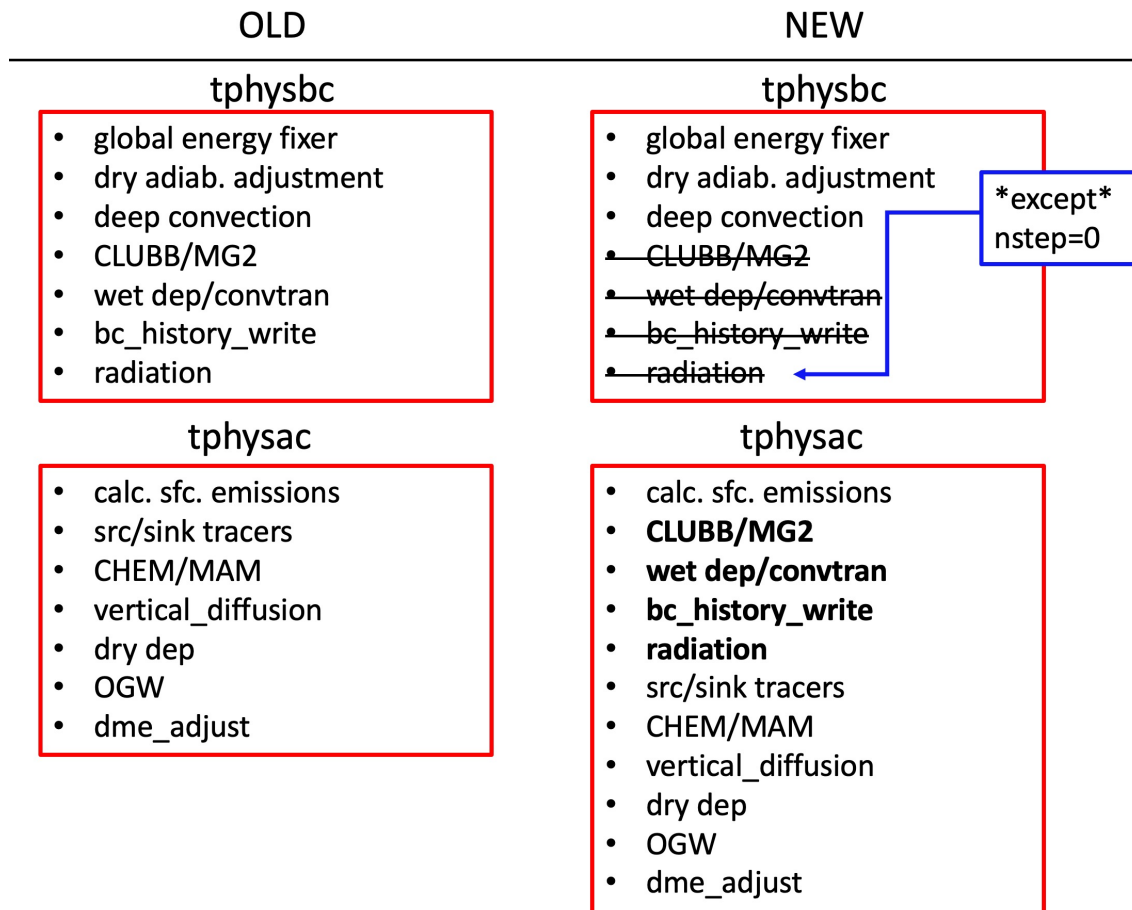 OLD
NEW
tphysbc
• global energy fixer
• dry adiab. adjustment
• deep convection
• CLUBB/MG2
• wet dep/convtran
• bc_history_write
• radiation
tphysac
• calc. sfc. emissions
• src/sink tracers
• CHEM/MAM
• vertical_diffusion
• dry dep
• OGW
• dme_adjust
tphysbc
• global energy fixer
• dry adiab. adjustment
• deep convection
• CLUBB/MG2
• wet dep/convtran
• bc_history_write
• radiation
*except*
nstep=0
tphysac
• calc. sfc. emissions
• CLUBB/MG2
• wet dep/convtran
• bc_history_write
• radiation
• src/sink tracers
• CHEM/MAM
• vertical_diffusion
• dry dep
• OGW
• dme_adjust